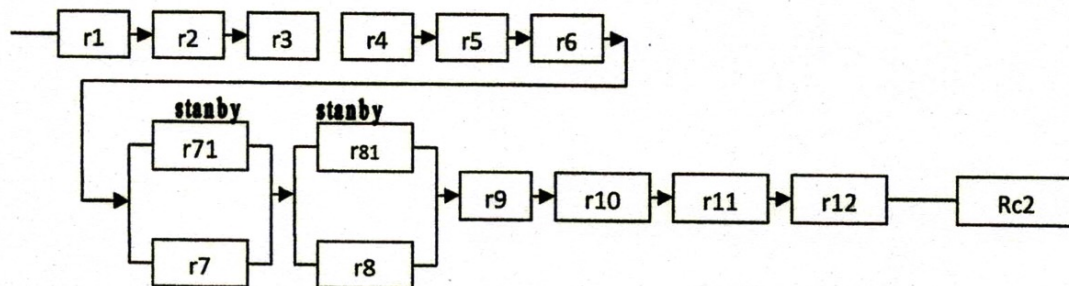 r1 r2 r3 r4 r5 r6
stanby stanby
r71 r81
r9 r10 r11 r12 Rc2
r7 r8